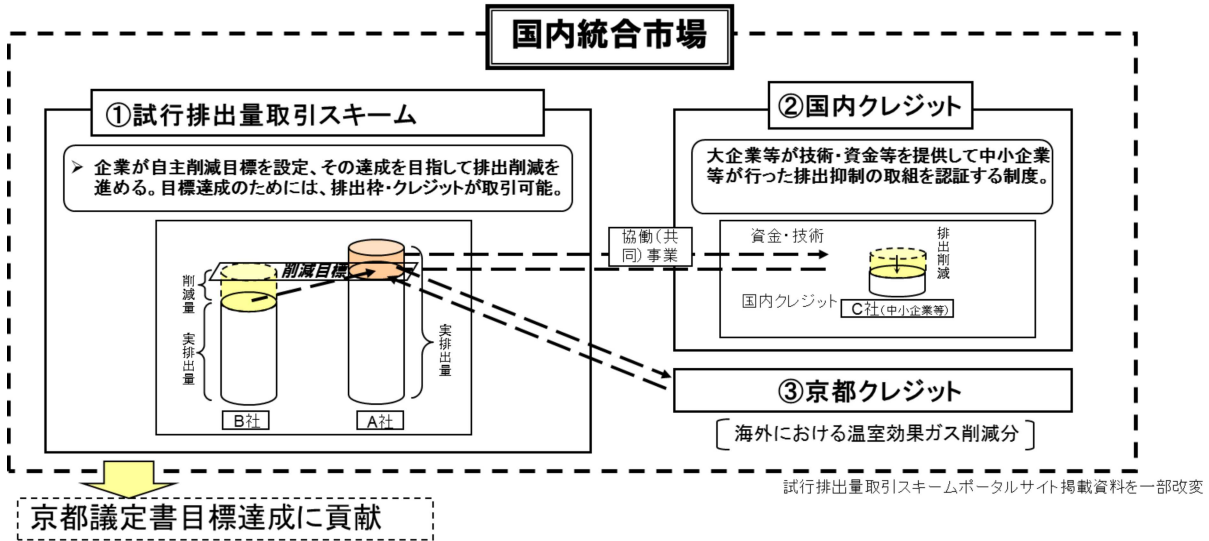 国内統合市場
①試行排出量取引スキーム
➢ 企業が自主削減目標を設定、その達成を目指して排出削減を
進める。目標達成のためには、排出枠・クレジットが取引可能。
削減目標
削減量
実排出量
実排出量
B社
A社
②国内クレジット
大企業等が技術・資金等を提供して中小企業
等が行った排出抑制の取組を認証する制度。
協働(共
同)事業
資金・技術
排出削減
国内クレジット
C社(中小企業等)
③京都クレジット
海外における温室効果ガス削減分
試行排出量取引スキームポータルサイト掲載資料を一部改変
京都議定書目標達成に貢献